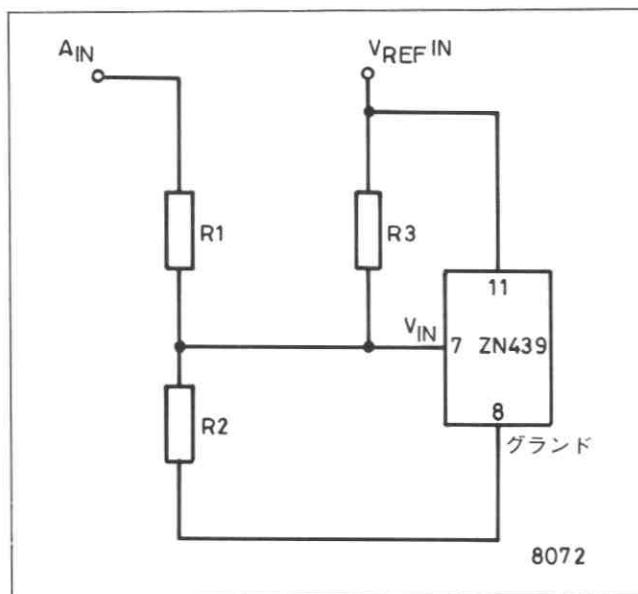 AIN
VREF IN
R1
R3
11
VIN
7 ZN439
8
グランド
R2
8072